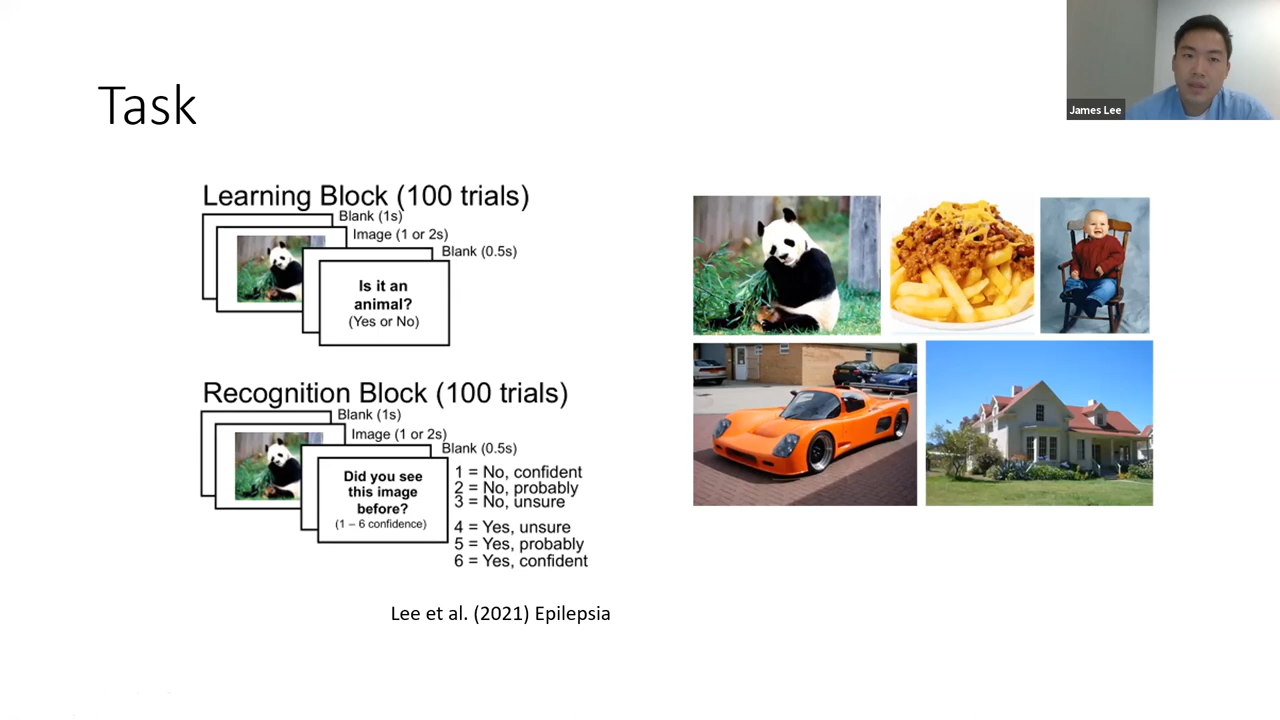 Task
James Lee
Learning Block (100 trials)
Blank (1s)
Image (1 or 2s)
Blank (0.5s)
Is it an
animal?
(Yes or No)
Recognition Block (100 trials)
Blank (1s)
Image (1 or 2s)
Blank (0.5s)
Did you see
this image
before?
(1 – 6 confidence)
1 = No, confident
2 = No, probably
3 = No, unsure
4 = Yes, unsure
5 = Yes, probably
6 = Yes, confident
Lee et al. (2021) Epilepsia